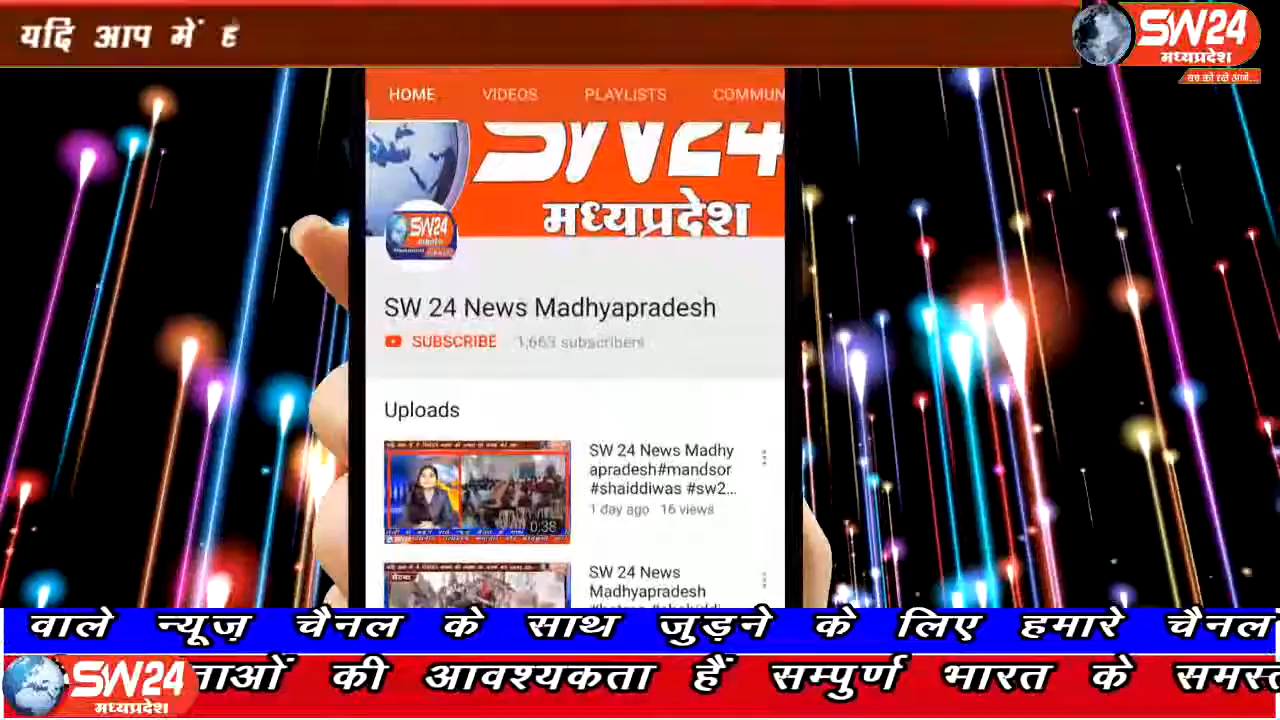 यदि आप में ह
SW24
मध्यप्रदेश
HOME VIDEOS PLAYLISTS COMMUN
SW24
मध्यप्रदेश
SW24
SW 24 News Madhyapradesh
SUBSCRIBE 1,663 subscribers
Uploads
SW 24 News Madhy
apradesh#mandsor
#shaiddiwas #sw2...
1 day ago 16 views
0:38
SW 24 News
Madhyapradesh
वाले न्यूज़ चैनल के साथ जुड़ने के लिए हमारे चैनल
नाओं की आवश्यकता हैं सम्पुर्ण भारत के समस्त
SW24
मध्यप्रदेश